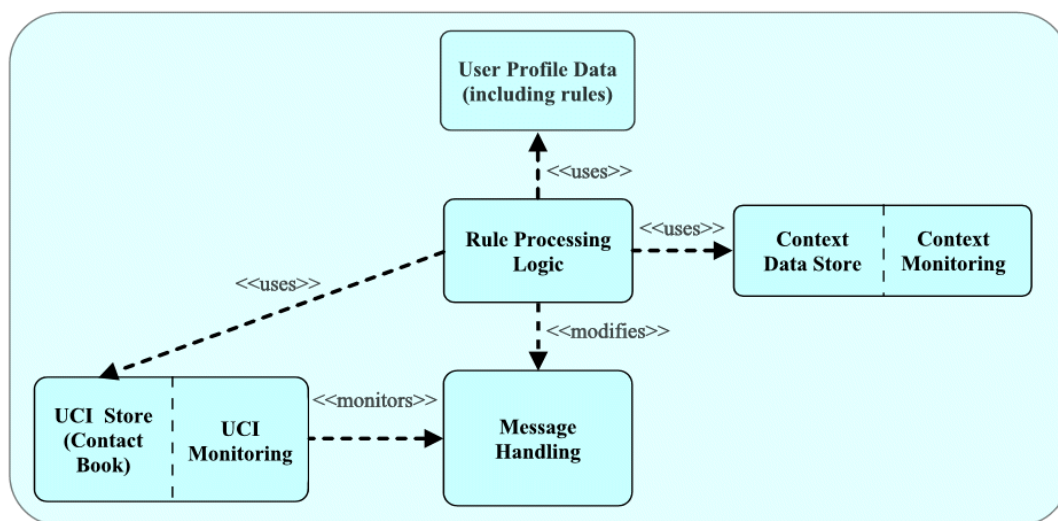 User Profile Data
(including rules)
<<uses>>
Rule Processing
Logic
<<uses>>
Context
Data Store
Context
Monitoring
<<uses>>
<<modifies>>
UCI Store
(Contact
Book)
UCI
Monitoring
<<monitors>>
Message
Handling